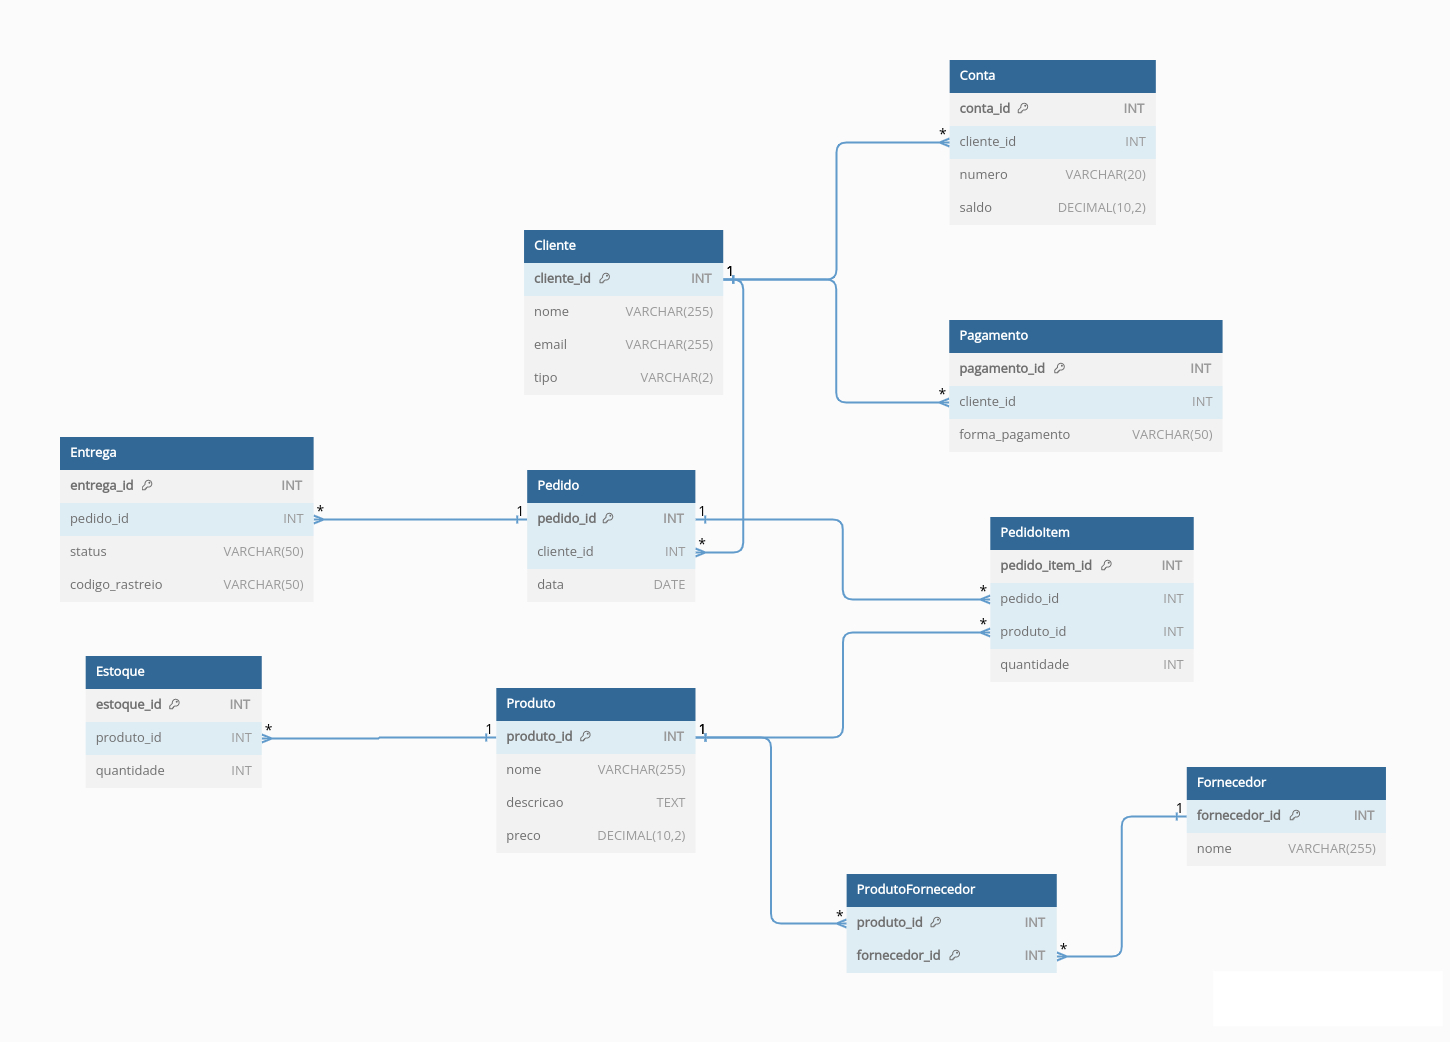 Conta
conta_id INT
cliente_id INT
numero VARCHAR(20)
saldo DECIMAL(10,2)
*
Cliente
cliente_id INT
nome VARCHAR(255)
email VARCHAR(255)
tipo VARCHAR(2)
1
Pagamento
pagamento_id INT
cliente_id INT
forma_pagamento VARCHAR(50)
*
Entrega
entrega_id INT
pedido_id INT
status VARCHAR(50)
codigo_rastreio VARCHAR(50)
*
1
Pedido
pedido_id INT
cliente_id INT
data DATE
1
*
PedidoItem
pedido_item_id INT
pedido_id INT
produto_id INT
quantidade INT
*
*
Estoque
estoque_id INT
produto_id INT
quantidade INT
*
1
Produto
produto_id INT
nome VARCHAR(255)
descricao TEXT
preco DECIMAL(10,2)
1
Fornecedor
fornecedor_id INT
nome VARCHAR(255)
1
ProdutoFornecedor
produto_id INT
fornecedor_id INT
*
*